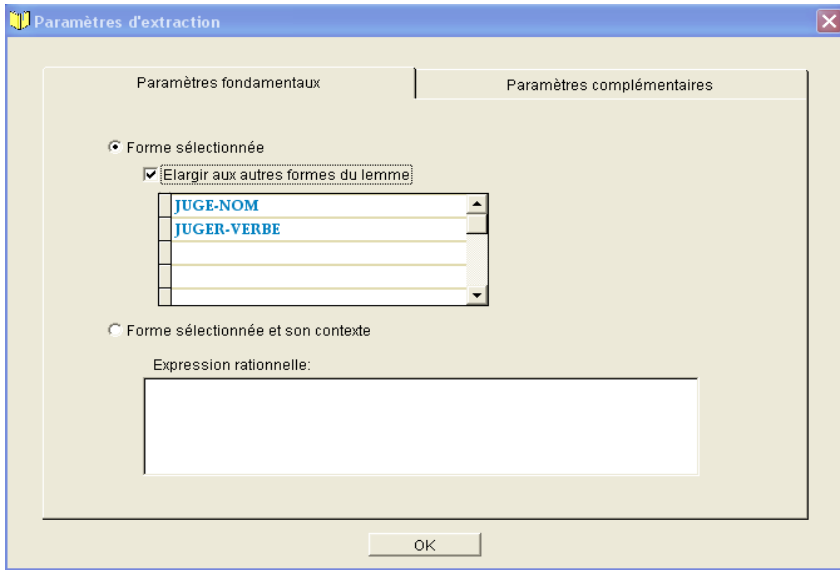 Paramètres d'extraction
Paramètres fondamentaux
Paramètres complémentaires
Forme sélectionnée
Elargir aux autres formes du lemme
JUGE-NOM
JUGER-VERBE
Forme sélectionnée et son contexte
Expression rationnelle:
OK